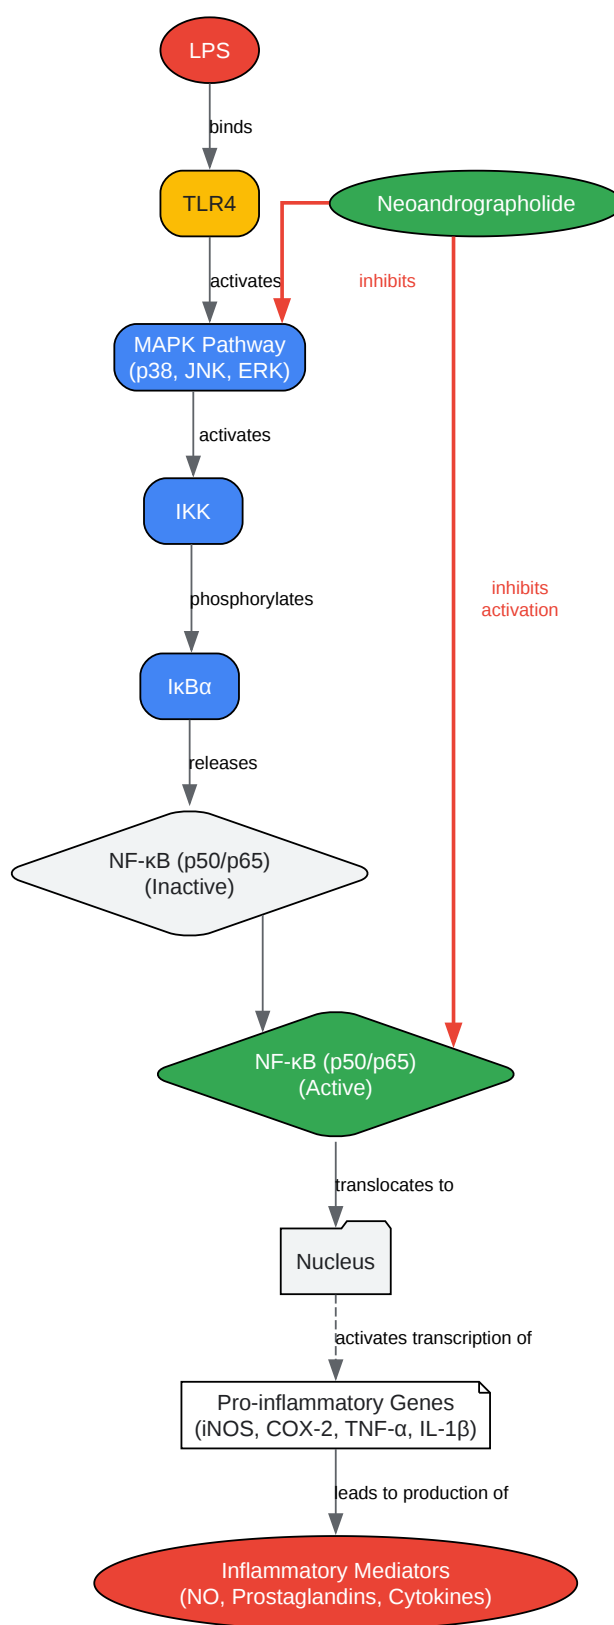 LPS
binds
TLR4
Neoandrographolide
activates
inhibits
MAPK Pathway
(p38, JNK, ERK)
activates
IKK
inhibits
activation
phosphorylates
IκBα
releases
NF-κB (p50/p65)
(Inactive)
NF-κB (p50/p65)
(Active)
translocates to
Nucleus
activates transcription of
Pro-inflammatory Genes
(iNOS, COX-2, TNF-α, IL-1β)
leads to production of
Inflammatory Mediators
(NO, Prostaglandins, Cytokines)